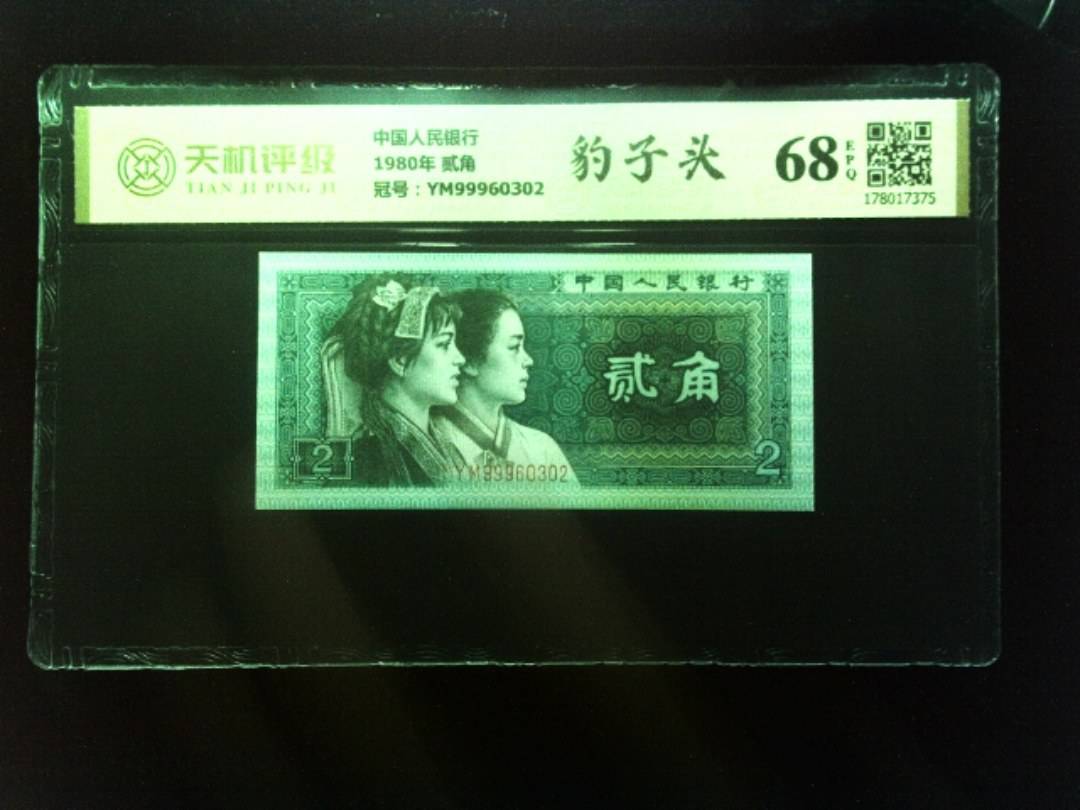 天机评级
TIAN JI PING JI
中国人民银行
1980年 贰角
冠号：YM99960302
豹子头
68
EPQ
178017375
中国人民银行
贰角
2
2
YM99960302